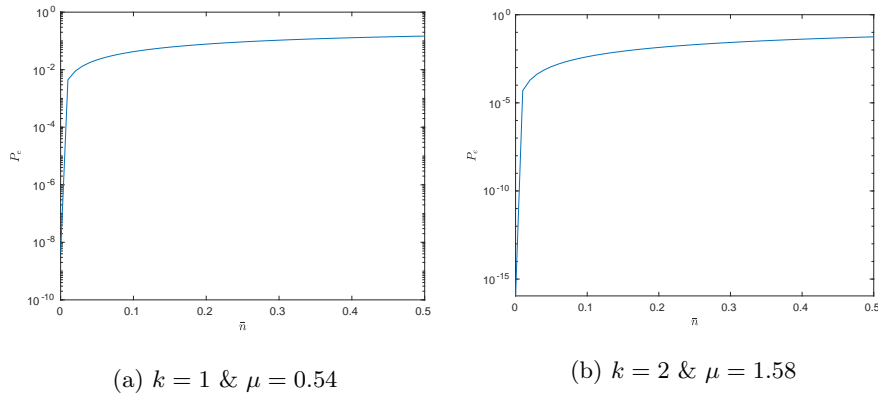 10^0
10^-2
10^-4
10^-6
10^-8
10^-10
P_e
0 0.1 0.2 0.3 0.4 0.5
n̄
(a) k = 1 & μ = 0.54
10^0
10^-5
10^-10
10^-15
P_e
0 0.1 0.2 0.3 0.4 0.5
n̄
(b) k = 2 & μ = 1.58